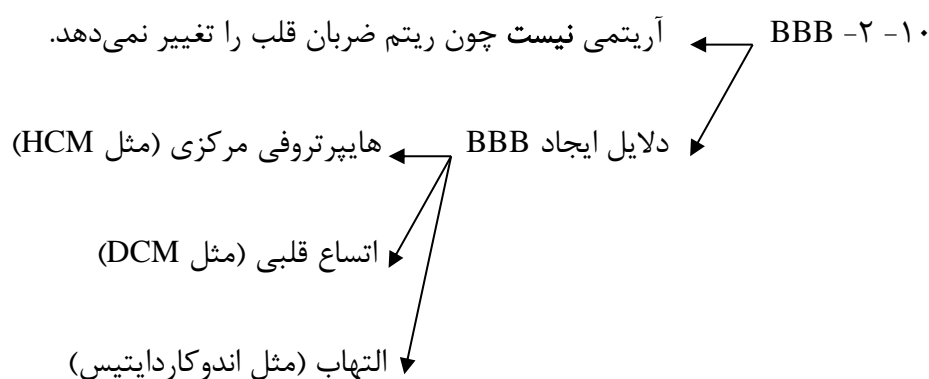 ۱۰- ۲- BBB آریتمی نیست چون ریتم ضربان قلب را تغییر نمی‌دهد.
دلایل ایجاد BBB هایپرتروفی مرکزی (مثل HCM)
اتساع قلبی (مثل DCM)
التهاب (مثل اندوکاردایتیس)